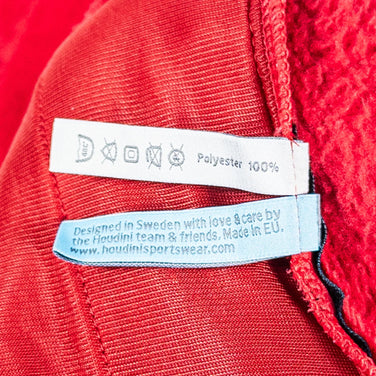 Polyester 100%
Designed in Sweden with love & care by
the Houdini team & friends. Made in EU.
www.houdinisportswear.com